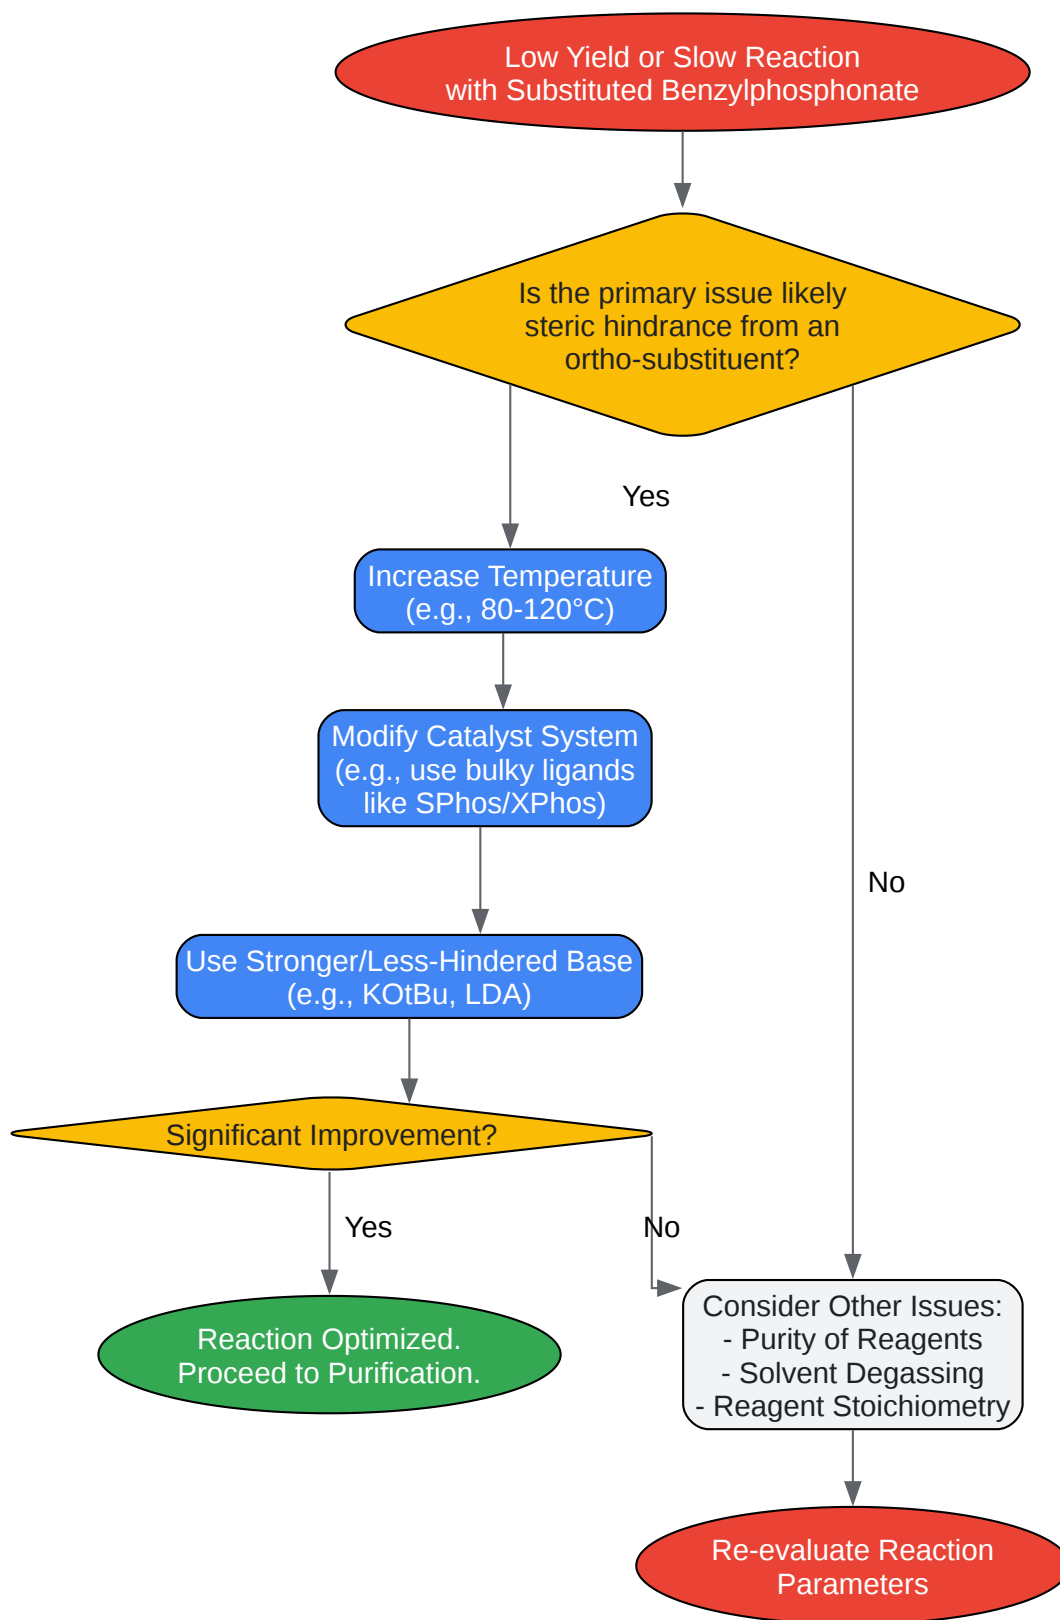 Low Yield or Slow Reaction
with Substituted Benzylphosphonate
Is the primary issue likely
steric hindrance from an
ortho-substituent?
Yes
Increase Temperature
(e.g., 80-120°C)
Modify Catalyst System
(e.g., use bulky ligands
like SPhos/XPhos)
No
Use Stronger/Less-Hindered Base
(e.g., KOtBu, LDA)
Significant Improvement?
Yes
No
Reaction Optimized.
Proceed to Purification.
Consider Other Issues:
- Purity of Reagents
- Solvent Degassing
- Reagent Stoichiometry
Re-evaluate Reaction
Parameters